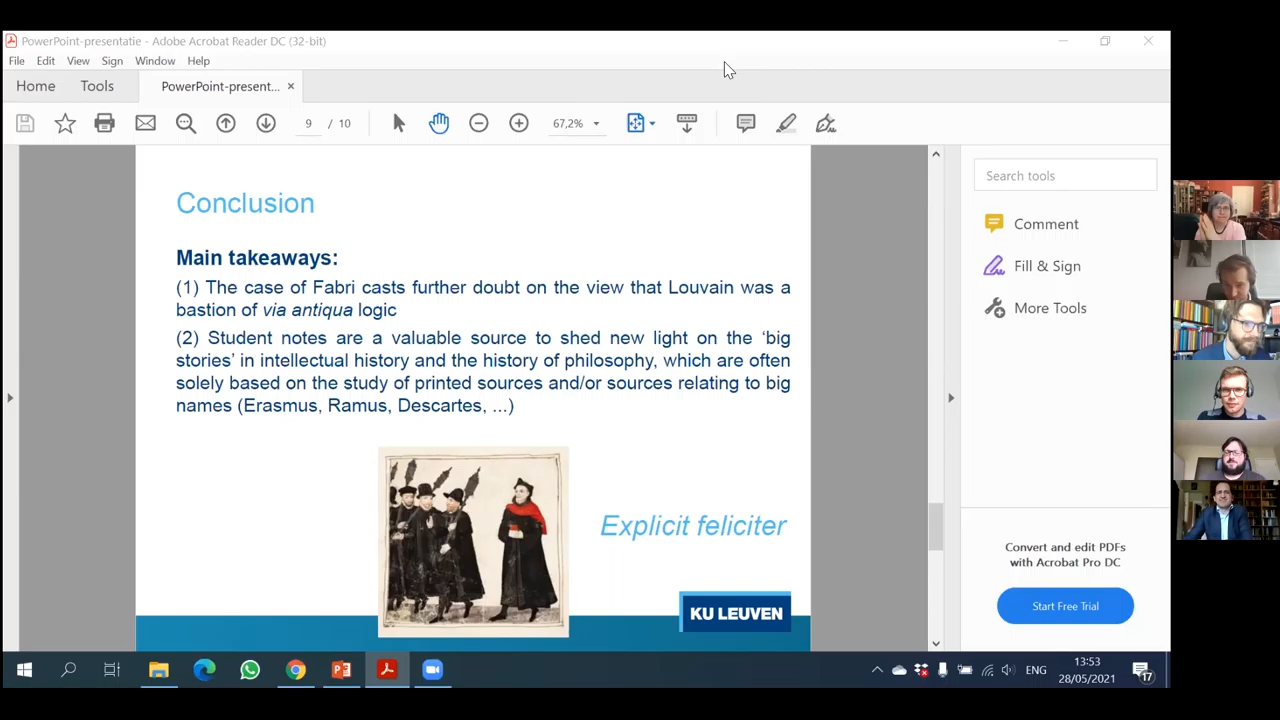 PowerPoint-presentatie - Adobe Acrobat Reader DC (32-bit)
File Edit View Sign Window Help
Home Tools PowerPoint-present... ×
9 / 10 67,2%
Conclusion
Main takeaways:
(1) The case of Fabri casts further doubt on the view that Louvain was a
bastion of via antiqua logic
(2) Student notes are a valuable source to shed new light on the ‘big
stories’ in intellectual history and the history of philosophy, which are often
solely based on the study of printed sources and/or sources relating to big
names (Erasmus, Ramus, Descartes, ...)
Explicit feliciter
KU LEUVEN
Search tools
Comment
Fill & Sign
More Tools
Convert and edit PDFs
with Acrobat Pro DC
Start Free Trial
ENG
13:53
28/05/2021
17